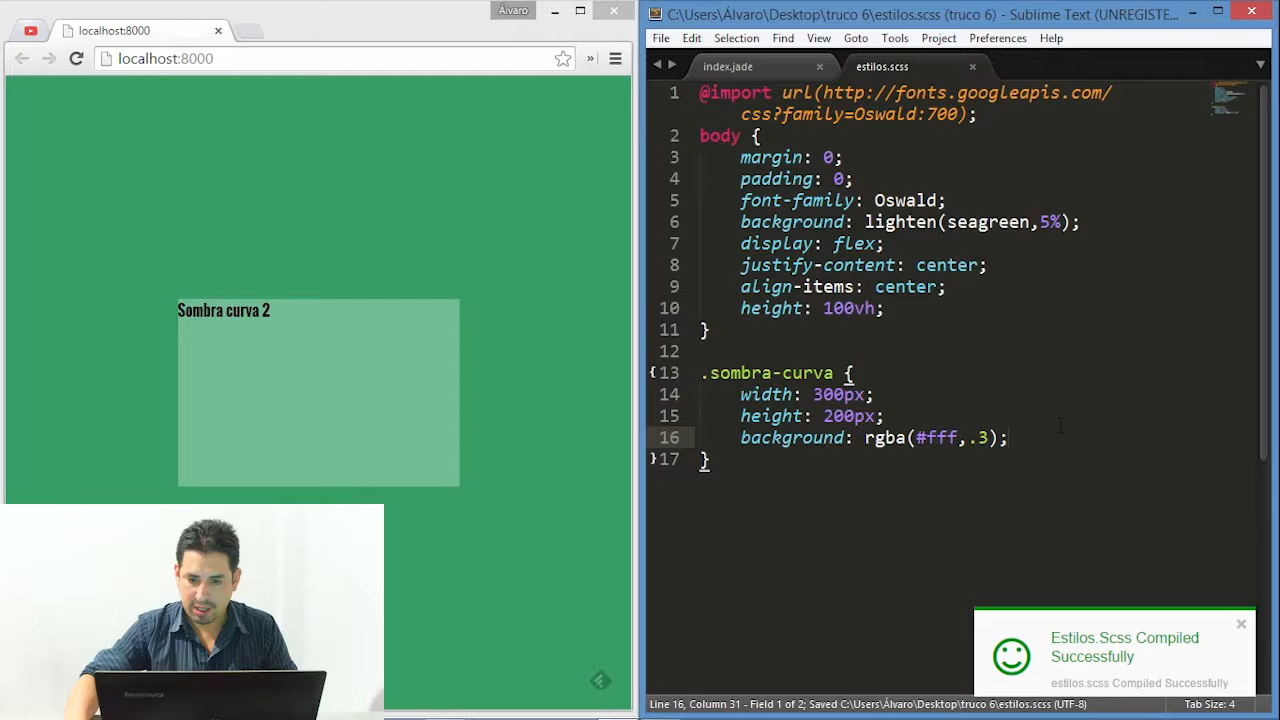 Álvaro
localhost:8000
localhost:8000
»
Sombra curva 2
C:\Users\Álvaro\Desktop\truco 6\estilos.scss (truco 6) - Sublime Text (UNREGISTE...
File Edit Selection Find View Goto Tools Project Preferences Help
index.jade estilos.scss
1 @import url(http://fonts.googleapis.com/
css?family=Oswald:700);
2 body {
3 margin: 0;
4 padding: 0;
5 font-family: Oswald;
6 background: lighten(seagreen,5%);
7 display: flex;
8 justify-content: center;
9 align-items: center;
10 height: 100vh;
11 }
12
13 .sombra-curva {
14 width: 300px;
15 height: 200px;
16 background: rgba(#fff,.3);
17 }
Estilos.Scss Compiled
Successfully
estilos.scss Compiled Successfully
Line 16, Column 31 - Field 1 of 2; Saved C:\Users\Álvaro\Desktop\truco 6\estilos.scss (UTF-8) Tab Size: 4